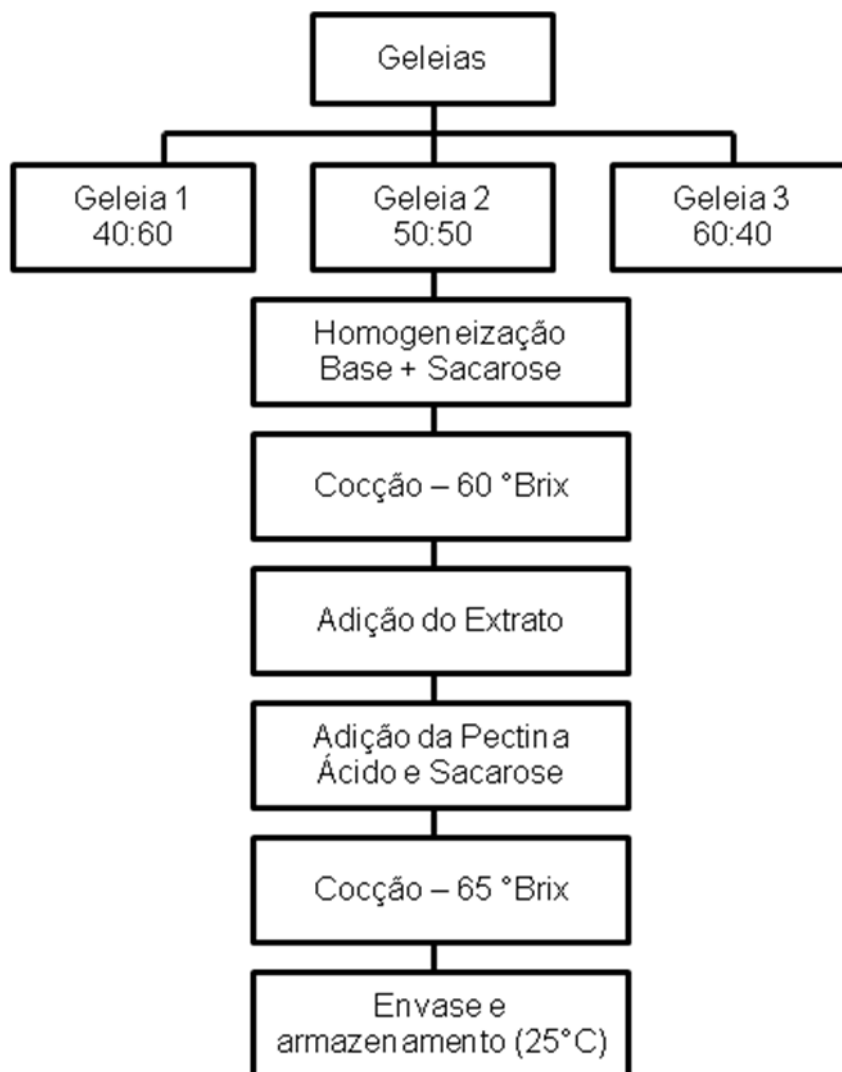 Geleias
Geleia 1
40:60
Geleia 2
50:50
Geleia 3
60:40
Homogeneização
Base + Sacarose
Cocção – 60 °Brix
Adição do Extrato
Adição da Pectina
Ácido e Sacarose
Cocção – 65 °Brix
Envase e
armazenamento (25°C)